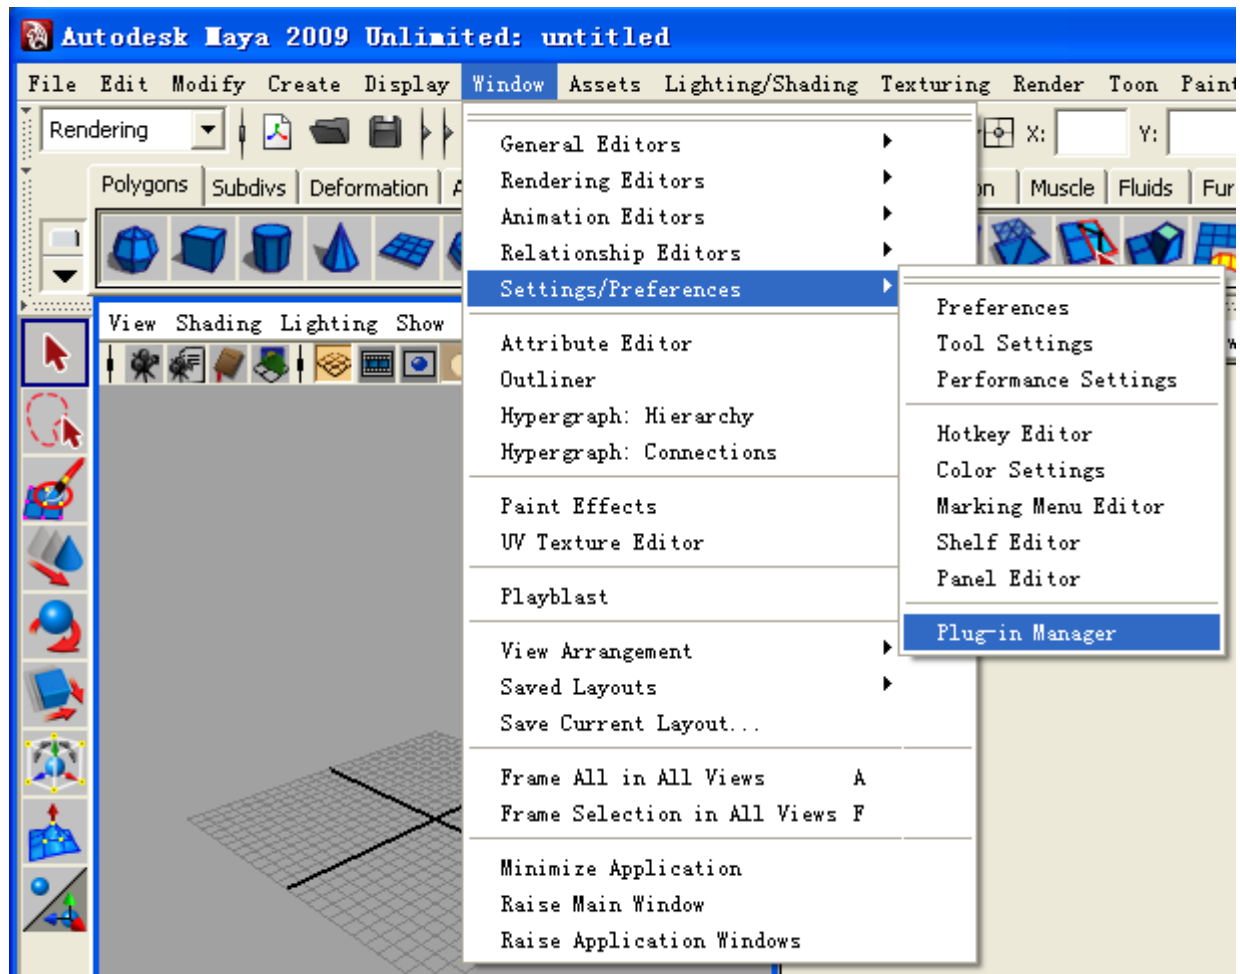 Autodesk Maya 2009 Unlimited: untitled
File Edit Modify Create Display Window Assets Lighting/Shading Texturing Render Toon Paint
Rendering X: Y:
Polygons Subdivs Deformation Muscle Fluids Fur
View Shading Lighting Show
General Editors
Rendering Editors
Animation Editors
Relationship Editors
Settings/Preferences
Attribute Editor
Outliner
Hypergraph: Hierarchy
Hypergraph: Connections
Paint Effects
UV Texture Editor
Playblast
View Arrangement
Saved Layouts
Save Current Layout...
Frame All in All Views A
Frame Selection in All Views F
Minimize Application
Raise Main Window
Raise Application Windows
Preferences
Tool Settings
Performance Settings
Hotkey Editor
Color Settings
Marking Menu Editor
Shelf Editor
Panel Editor
Plug-in Manager